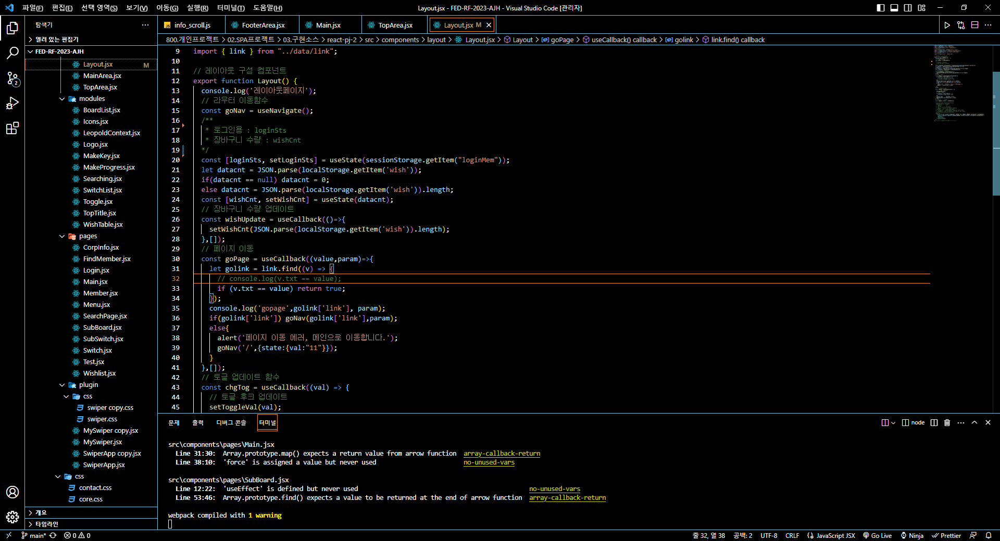 파일(F) 편집(E) 선택 영역(S) 보기(V) 이동(G) 실행(R) 터미널(T) 도움말(H)
Layout.jsx - FED-RF-2023-AJH - Visual Studio Code [관리자]
탐색기
열려 있는 편집기
FED-RF-2023-AJH
Layout.jsx M
MainArea.jsx
TopArea.jsx
modules
BoardList.jsx
Icons.jsx
LeopoldContext.jsx
Logo.jsx
MakeKey.jsx
MakeProgress.jsx
Searching.jsx
SwitchList.jsx
Toggle.jsx
TopTitle.jsx
WishTable.jsx
pages
CorpInfo.jsx
FindMember.jsx
Login.jsx
Main.jsx
Member.jsx
Menu.jsx
SearchPage.jsx
SubBoard.jsx
SubSwitch.jsx
Switch.jsx
Test.jsx
Wishlist.jsx
plugin
css
swiper copy.css
swiper.css
MySwiper copy.jsx
MySwiper.jsx
SwiperApp copy.jsx
SwiperApp.jsx
css
contact.css
core.css
개요
타임라인
JS info_scroll.js FooterArea.jsx Main.jsx TopArea.jsx Layout.jsx M
800.개인프로젝트 > 02.SPA프로젝트 > 03.구현소스 > react-pj-2 > src > components > layout > Layout.jsx > Layout > goPage > useCallback() callback > golink > link.find() callback
9 import { link } from "../data/link";
10
11 // 레이아웃 구성 컴포넌트
12 export function Layout() {
13 console.log('레이아웃페이지');
14 // 라우터 이동함수
15 const goNav = useNavigate();
16 /**
17 * 로그인용 : loginSts
18 * 장바구니 수량 : wishCnt
19 */
20 const [loginSts, setLoginSts] = useState(sessionStorage.getItem("loginMem"));
21 let datacnt = JSON.parse(localStorage.getItem('wish'));
22 if(datacnt == null) datacnt = 0;
23 else datacnt = JSON.parse(localStorage.getItem('wish')).length;
24 const [wishCnt, setWishCnt] = useState(datacnt);
25 // 장바구니 수량 업데이트
26 const wishUpdate = useCallback(()=>{
27 setWishCnt(JSON.parse(localStorage.getItem('wish')).length);
28 },[]);
29 // 페이지 이동
30 const goPage = useCallback((value,param)=>{
31 let golink = link.find((v) => {
32 // console.log(v.txt == value);
33 if (v.txt == value) return true;
34 });
35 console.log('gopage',golink['link'], param);
36 if(golink['link']) goNav(golink['link'],param);
37 else{
38 alert('페이지 이동 에러, 메인으로 이동합니다.');
39 goNav('/',{state:{val:"11"}});
40 }
41 },[]);
42 // 토글 업데이트 함수
43 const chgTog = useCallback((val) => {
44 // 토글 후크 업데이트
45 setToggleVal(val);
문제 출력 디버그 콘솔 터미널
node
src\components\pages\Main.jsx
Line 31:30: Array.prototype.map() expects a return value from arrow function array-callback-return
Line 38:10: 'force' is assigned a value but never used no-unused-vars
src\components\pages\SubBoard.jsx
Line 12:22: 'useEffect' is defined but never used no-unused-vars
Line 53:46: Array.prototype.find() expects a value to be returned at the end of arrow function array-callback-return
webpack compiled with 1 warning
2
main* 0 0
줄 32, 열 38 공백: 2 UTF-8 CRLF JavaScript JSX Go Live Ninja Prettier